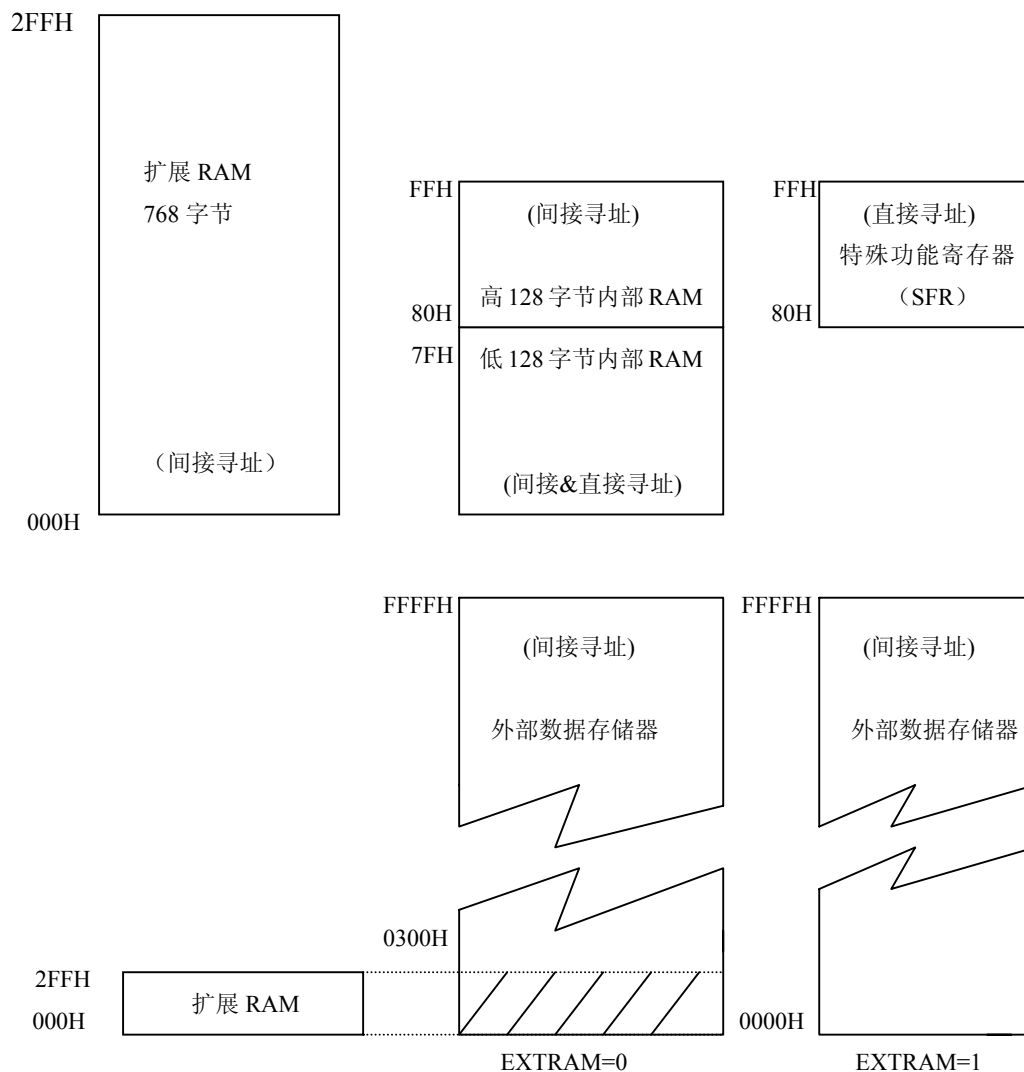 2FFH
扩展 RAM
768 字节
（间接寻址）
000H
FFH
(间接寻址)
高 128 字节内部 RAM
80H
7FH
低 128 字节内部 RAM
(间接&直接寻址)
FFH
(直接寻址)
特殊功能寄存器
（SFR）
80H
FFFFH
(间接寻址)
外部数据存储器
0300H
2FFH
扩展 RAM
000H
EXTRAM=0
FFFFH
(间接寻址)
外部数据存储器
0000H
EXTRAM=1